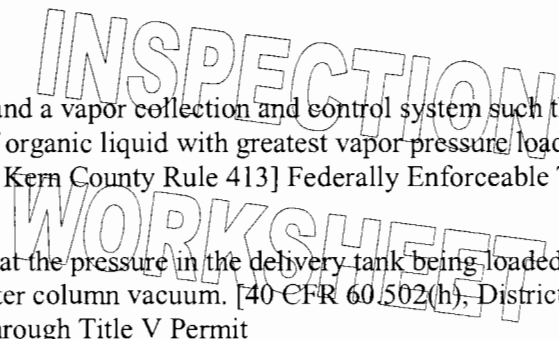 INSPECTION
and a vapor collection and control system such t
organic liquid with greatest vapor pressure load
Kern County Rule 413] Federally Enforceable
WORKSHEET
at the pressure in the delivery tank being loaded
ter column vacuum. [40 CFR 60.502(h), District
rough Title V Permit